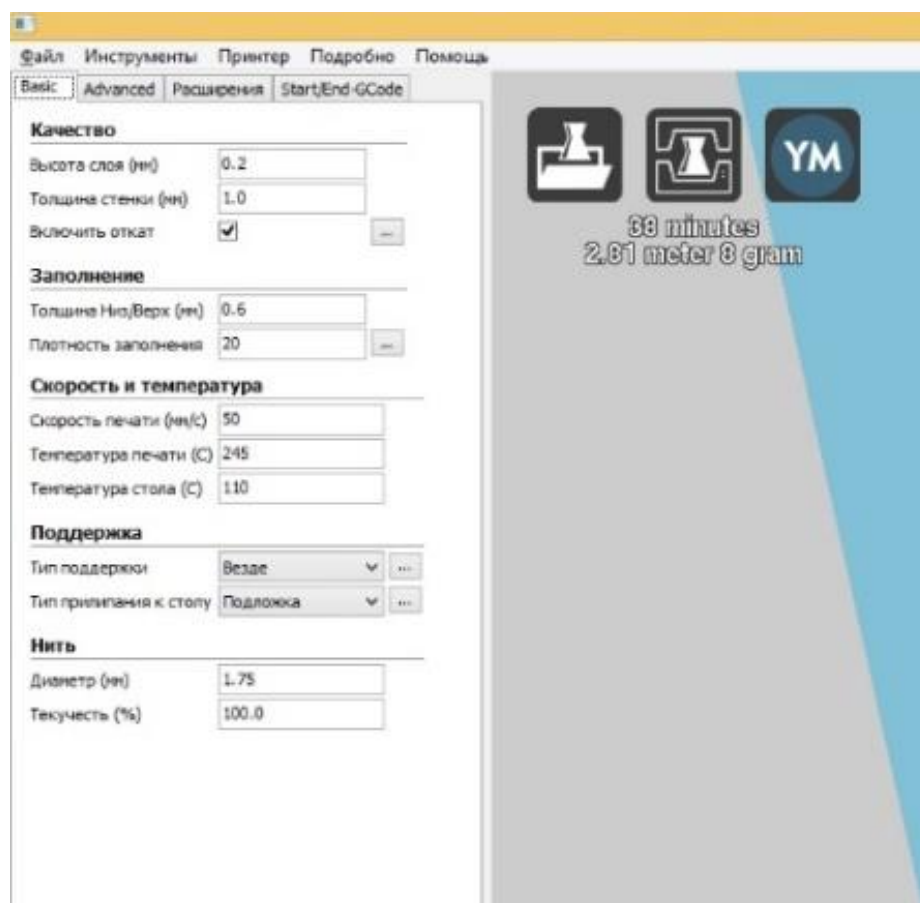 Файл Инструменты Принтер Подробно Помощь
Basic Advanced Расширения Start/End-GCode
Качество
Высота слоя (мм) 0.2
Толщина стенки (мм) 1.0
Включить откат ...
Заполнение
Толщина Низ/Верх (мм) 0.6
Плотность заполнения 20 ...
Скорость и температура
Скорость печати (мм/с) 50
Температура печати (C) 245
Температура стола (C) 110
Поддержка
Тип поддержки Везде ...
Тип прилипания к столу Подложка ...
Нить
Диаметр (мм) 1.75
Текучесть (%) 100.0
YM
minutes
2.81 meter 8 gram